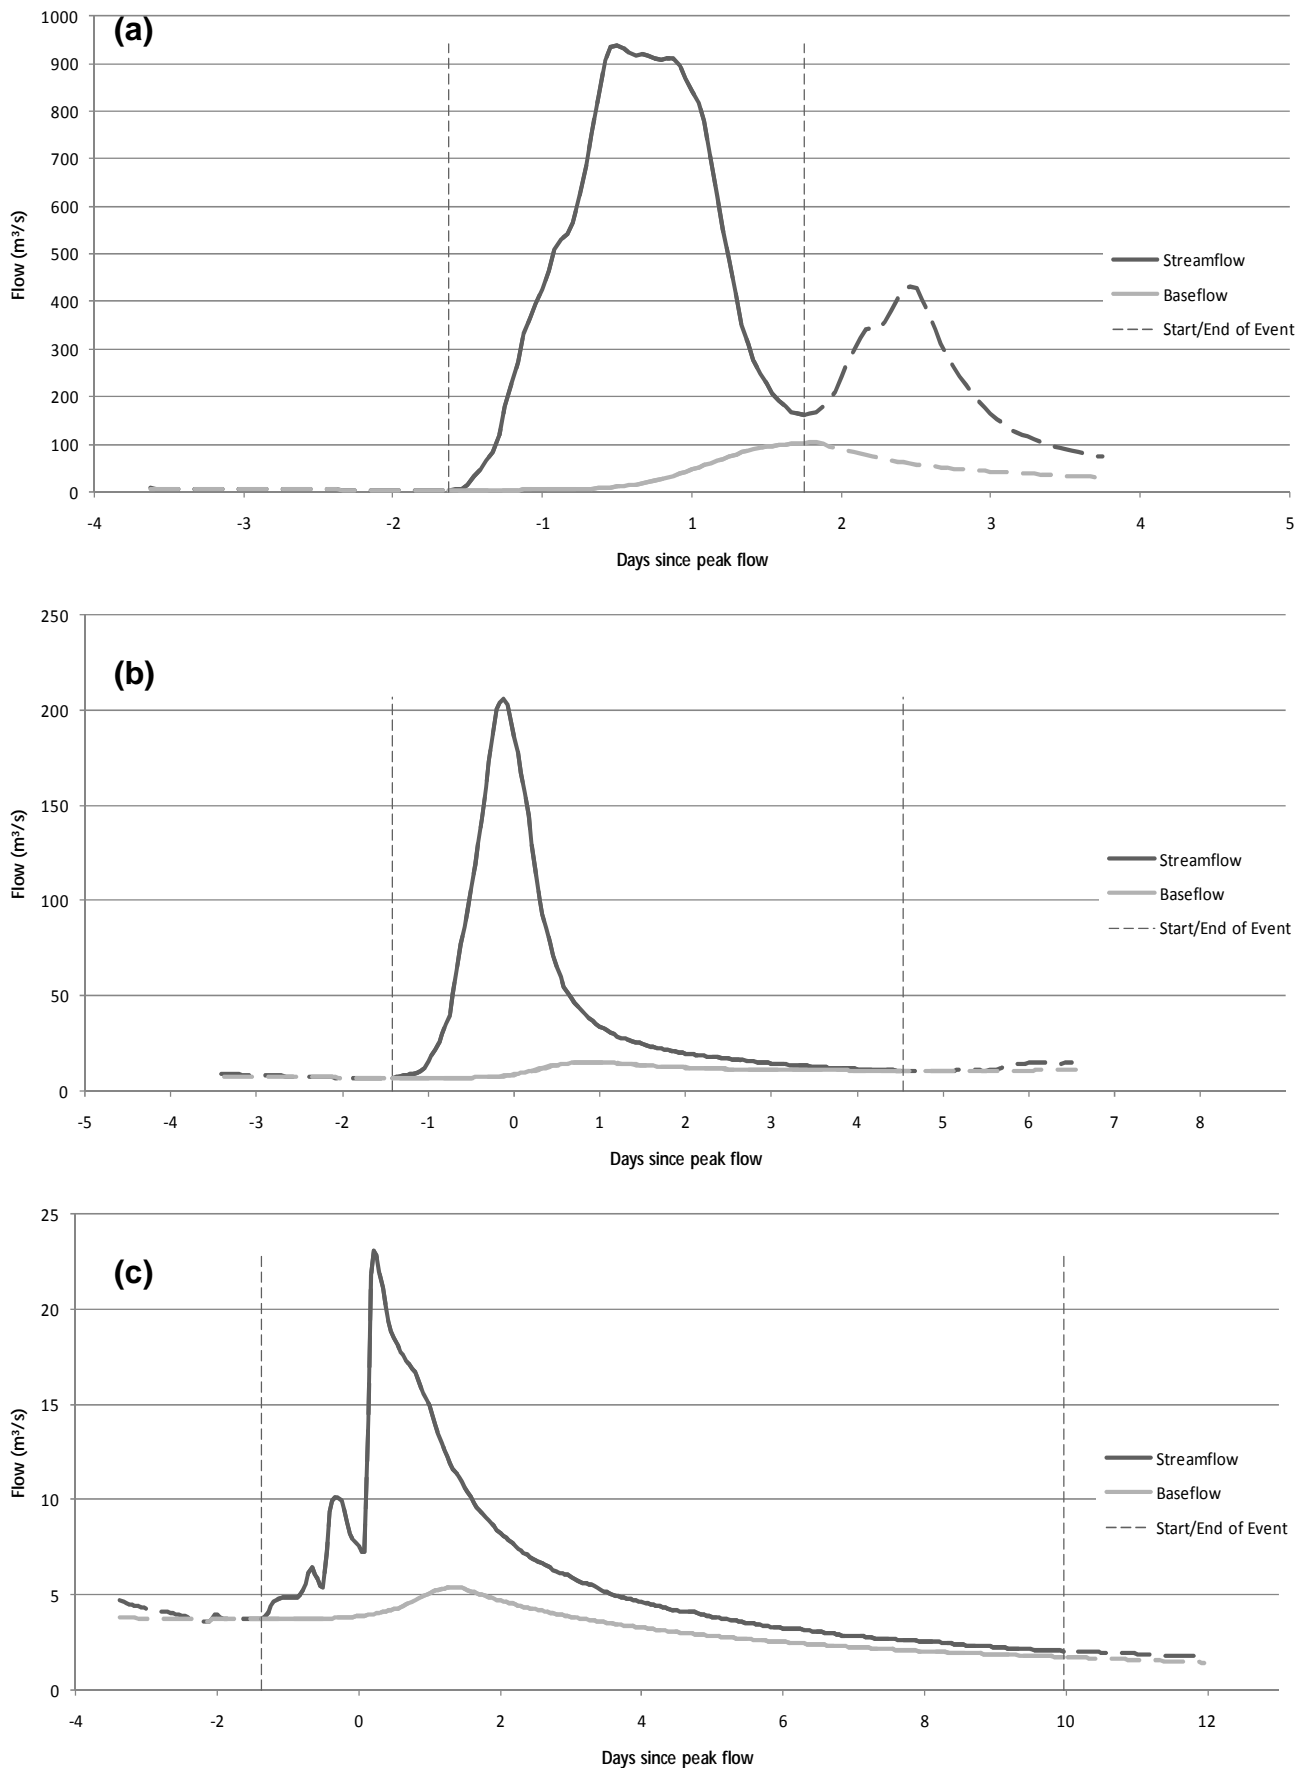 (a)
1000
900
800
700
600
500
400
300
200
100
0
Flow (m³/s)
-4 -3 -2 -1 1 2 3 4 5
Days since peak flow
Streamflow
Baseflow
Start/End of Event
(b)
250
200
150
100
50
0
Flow (m³/s)
-5 -4 -3 -2 -1 0 1 2 3 4 5 6 7 8
Days since peak flow
Streamflow
Baseflow
Start/End of Event
(c)
25
20
15
10
5
0
Flow (m³/s)
-4 -2 0 2 4 6 8 10 12
Days since peak flow
Streamflow
Baseflow
Start/End of Event